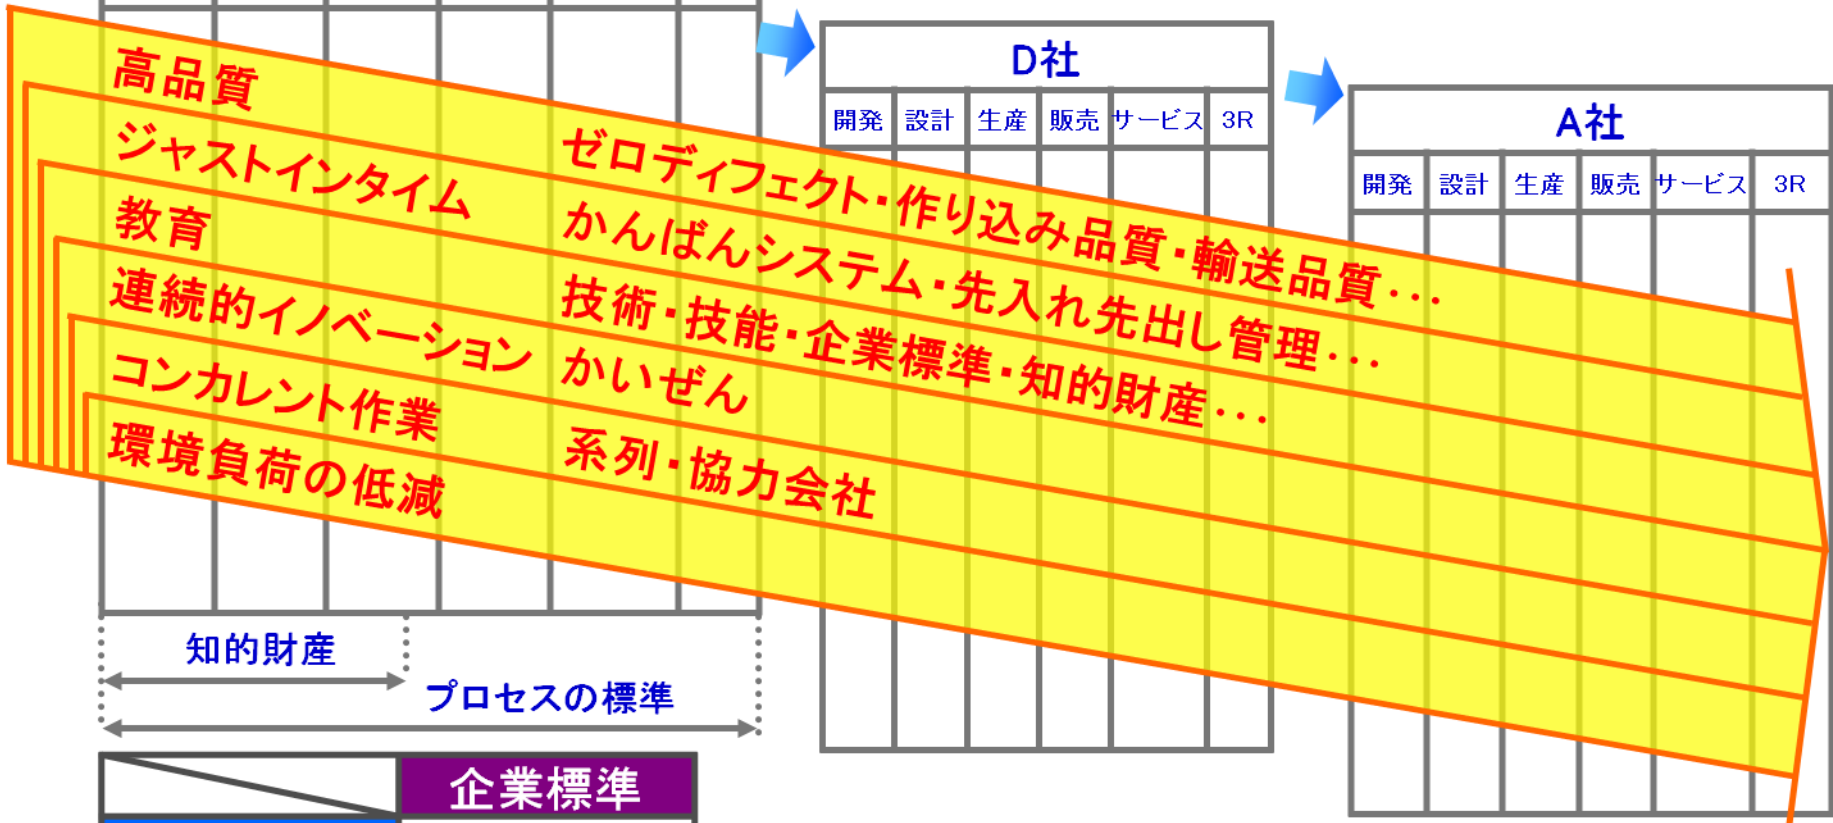 D社
開発 設計 生産 販売 サービス 3R
A社
開発 設計 生産 販売 サービス 3R
高品質 ゼロディフェクト・作り込み品質・輸送品質・・・
ジャストインタイム かんばんシステム・先入れ先出し管理・・・
教育 技術・技能・企業標準・知的財産・・・
連続的イノベーション かいぜん
コンカレント作業 系列・協力会社
環境負荷の低減
知的財産
プロセスの標準
企業標準